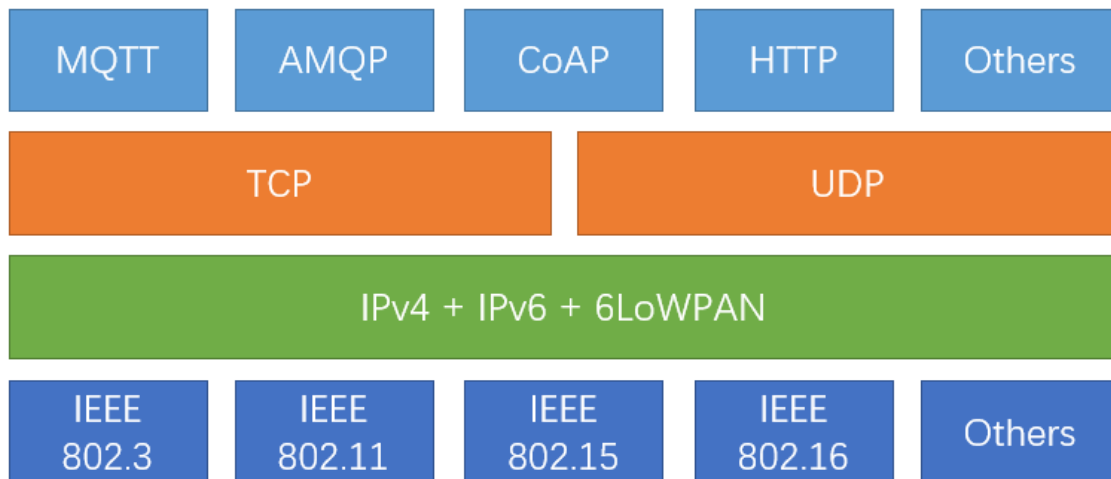 MQTT
AMQP
CoAP
HTTP
Others
TCP
UDP
IPv4 + IPv6 + 6LoWPAN
IEEE
802.3
IEEE
802.11
IEEE
802.15
IEEE
802.16
Others